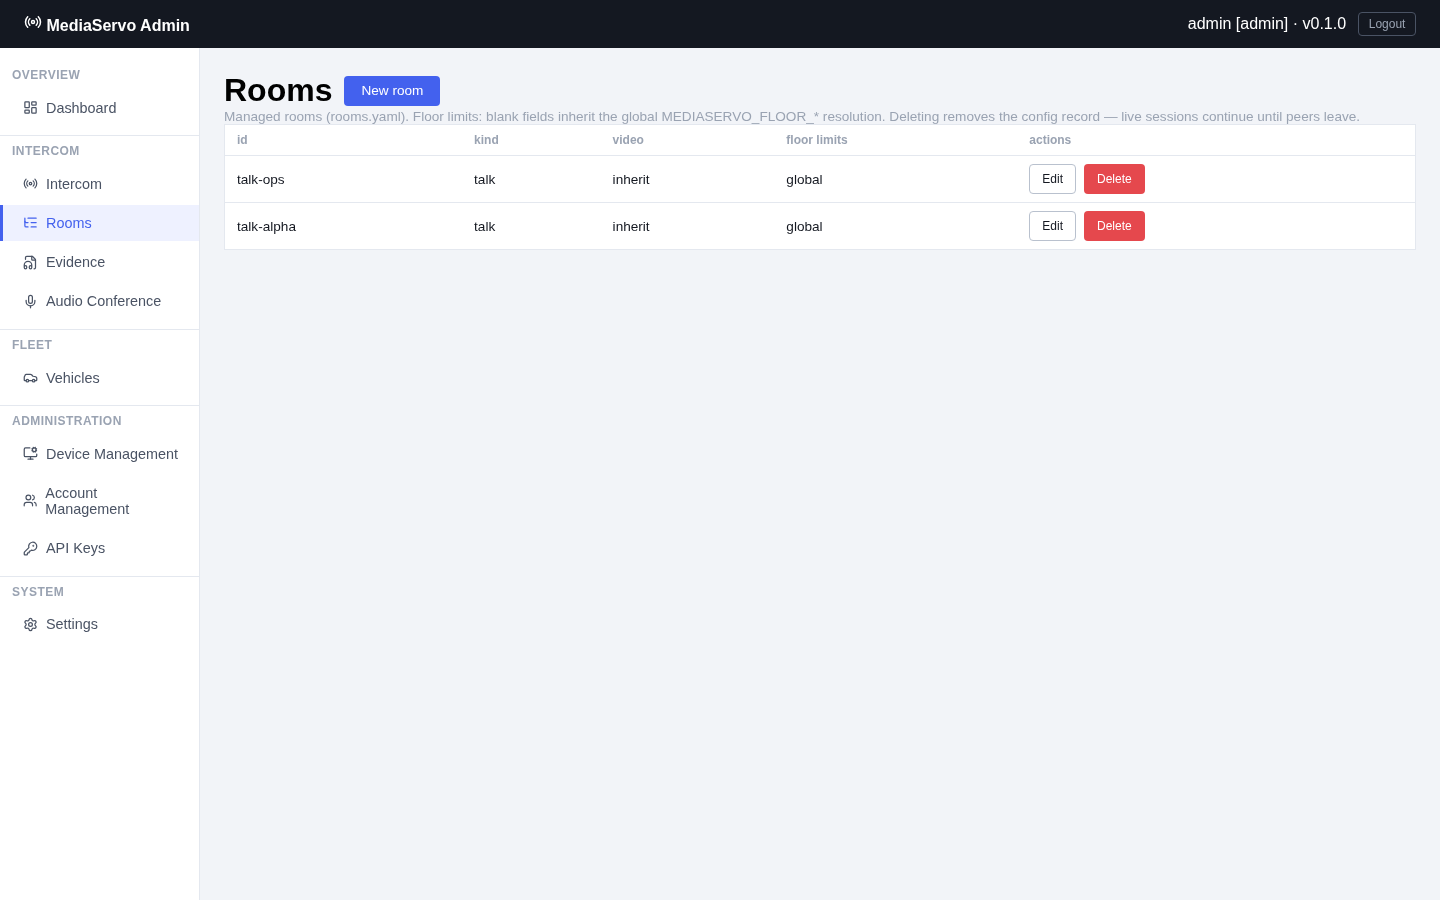 MediaServo Admin
admin [admin] · v0.1.0
Logout
OVERVIEW
Dashboard
INTERCOM
Intercom
Rooms
Evidence
Audio Conference
FLEET
Vehicles
ADMINISTRATION
Device Management
Account
Management
API Keys
SYSTEM
Settings
Rooms
New room
Managed rooms (rooms.yaml). Floor limits: blank fields inherit the global MEDIASERVO_FLOOR_* resolution. Deleting removes the config record — live sessions continue until peers leave.
id kind video floor limits actions
talk-ops talk inherit global Edit Delete
talk-alpha talk inherit global Edit Delete